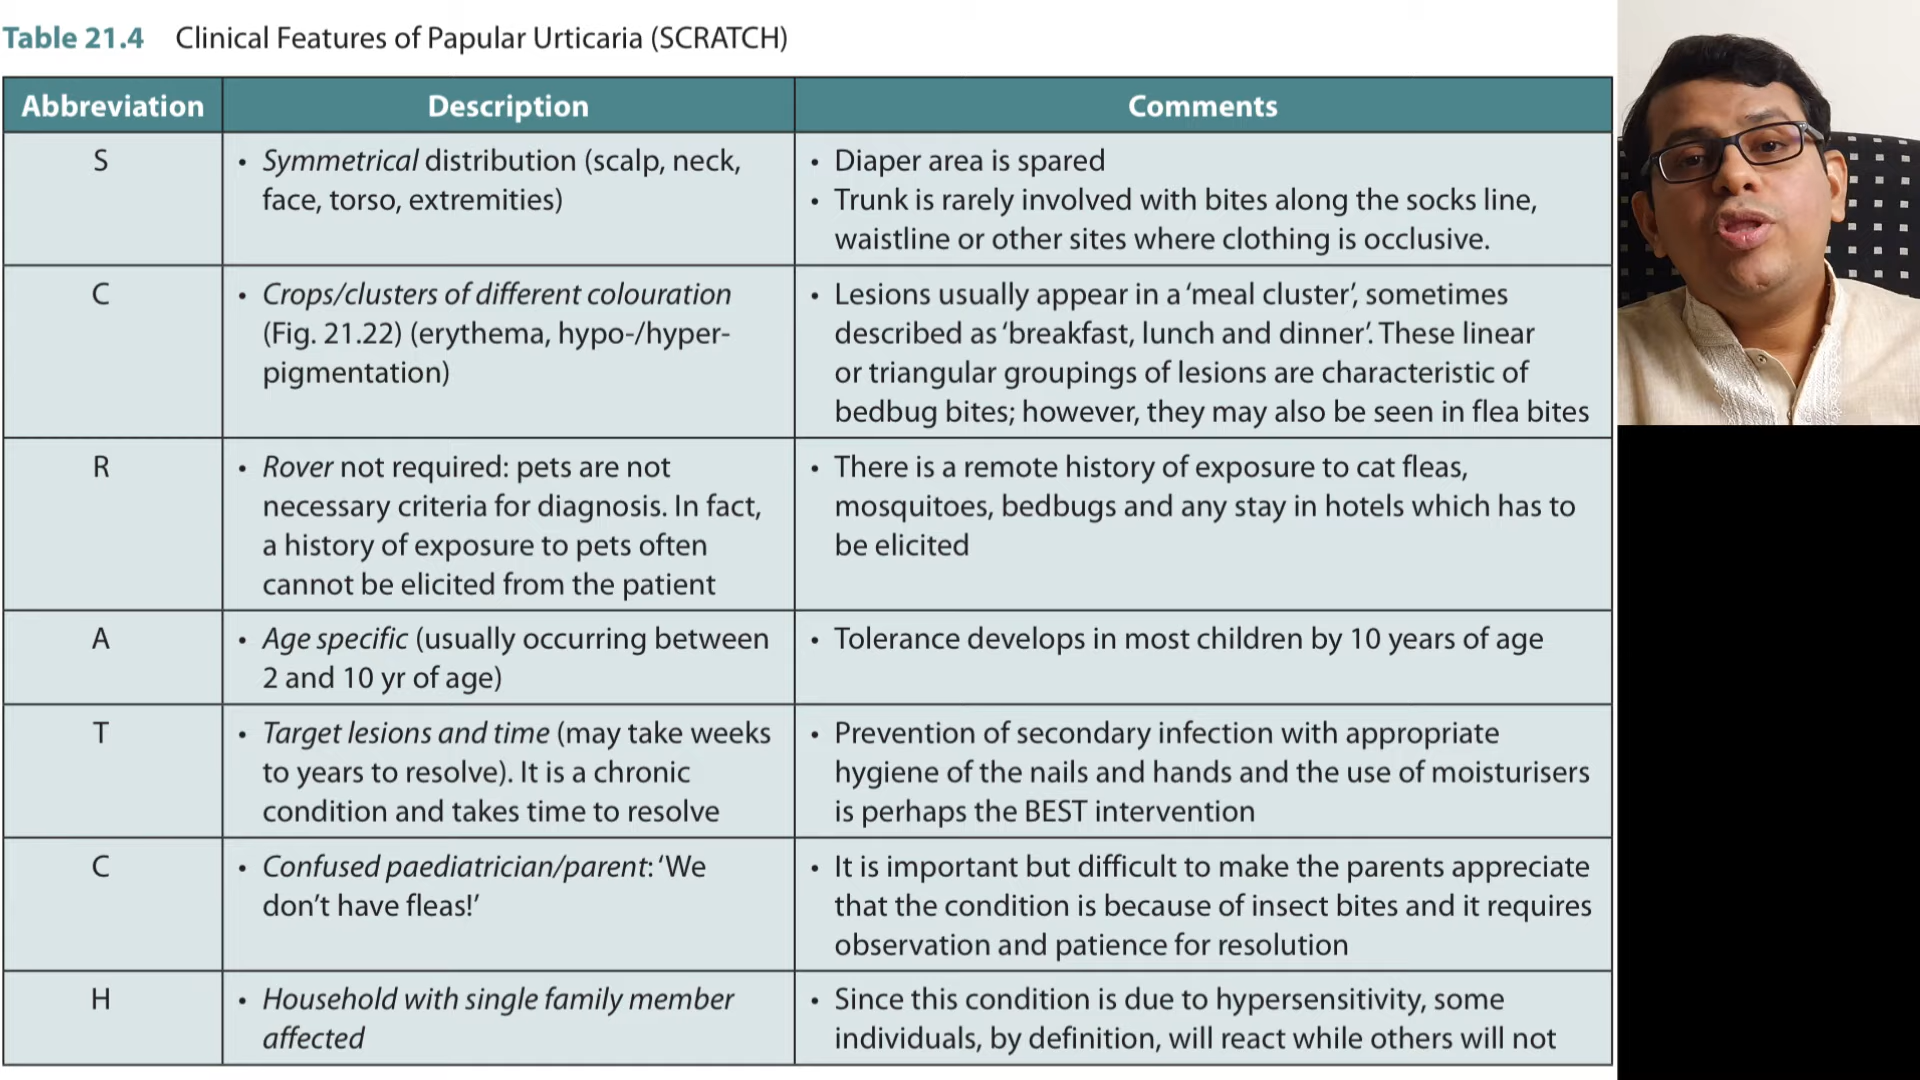 Table 21.4 Clinical Features of Papular Urticaria (SCRATCH)
Abbreviation Description Comments
S
• Symmetrical distribution (scalp, neck,
face, torso, extremities)
• Diaper area is spared
• Trunk is rarely involved with bites along the socks line,
waistline or other sites where clothing is occlusive.
C
• Crops/clusters of different colouration
(Fig. 21.22) (erythema, hypo-/hyper-
pigmentation)
• Lesions usually appear in a ‘meal cluster’, sometimes
described as ‘breakfast, lunch and dinner’. These linear
or triangular groupings of lesions are characteristic of
bedbug bites; however, they may also be seen in flea bites
R
• Rover not required: pets are not
necessary criteria for diagnosis. In fact,
a history of exposure to pets often
cannot be elicited from the patient
• There is a remote history of exposure to cat fleas,
mosquitoes, bedbugs and any stay in hotels which has to
be elicited
A
• Age specific (usually occurring between
2 and 10 yr of age)
• Tolerance develops in most children by 10 years of age
T
• Target lesions and time (may take weeks
to years to resolve). It is a chronic
condition and takes time to resolve
• Prevention of secondary infection with appropriate
hygiene of the nails and hands and the use of moisturisers
is perhaps the BEST intervention
C
• Confused paediatrician/parent: ‘We
don’t have fleas!’
• It is important but difficult to make the parents appreciate
that the condition is because of insect bites and it requires
observation and patience for resolution
H
• Household with single family member
affected
• Since this condition is due to hypersensitivity, some
individuals, by definition, will react while others will not